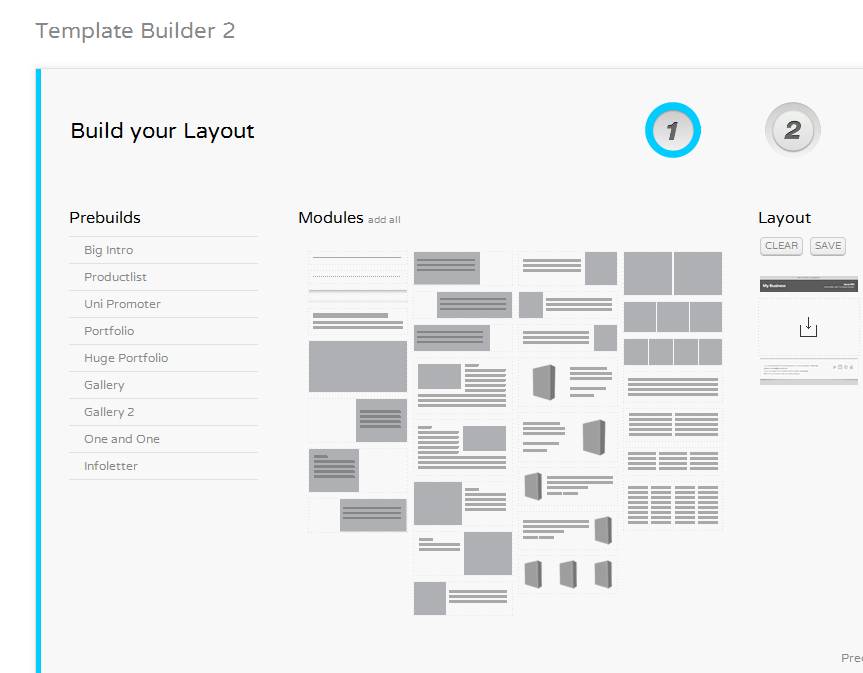 Template Builder 2
Build your Layout
1
2
Prebuilds
Big Intro
Productlist
Uni Promoter
Portfolio
Huge Portfolio
Gallery
Gallery 2
One and One
Infoletter
Modules add all
Layout
CLEAR SAVE
My Business